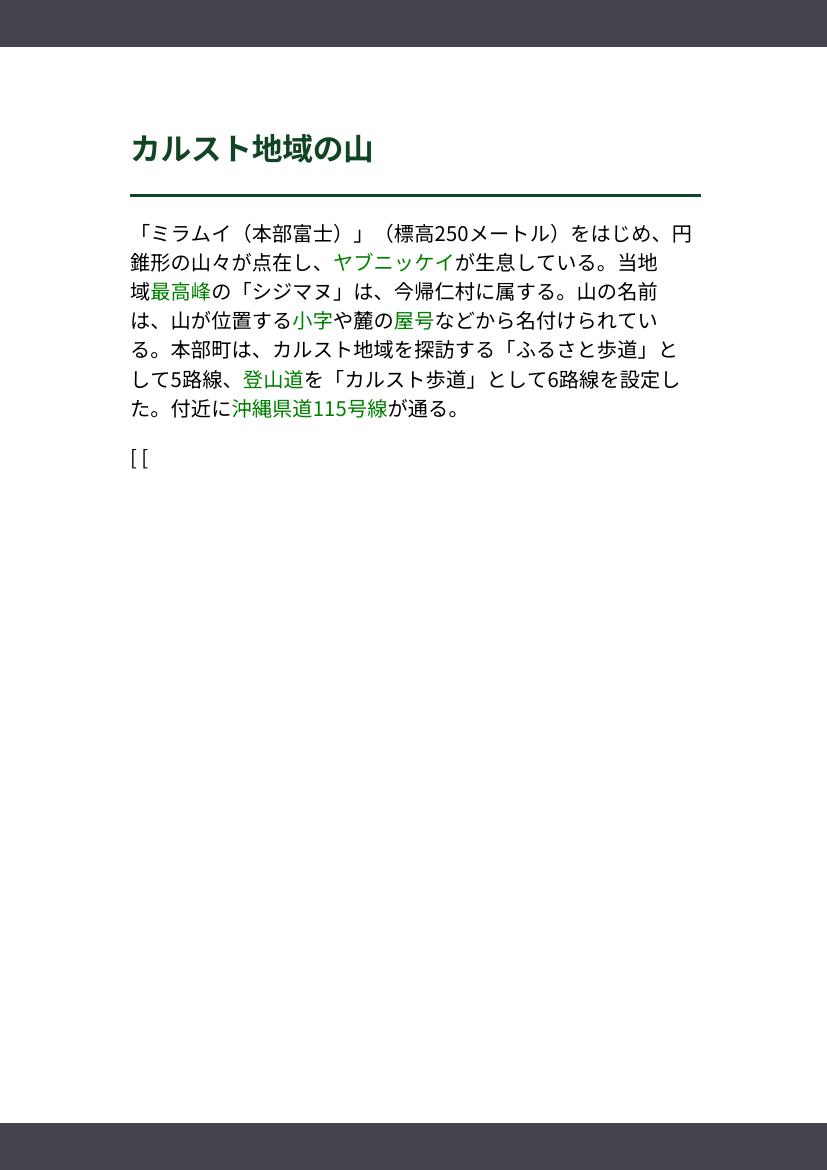 カルスト地域の山
「ミラムイ（本部富士）」（標高250メートル）をはじめ、円
錐形の山々が点在し、ヤブニッケイが生息している。当地
域最高峰の「シジマヌ」は、今帰仁村に属する。山の名前
は、山が位置する小字や麓の屋号などから名付けられてい
る。本部町は、カルスト地域を探訪する「ふるさと歩道」と
して5路線、登山道を「カルスト歩道」として6路線を設定し
た。付近に沖縄県道115号線が通る。
[ [